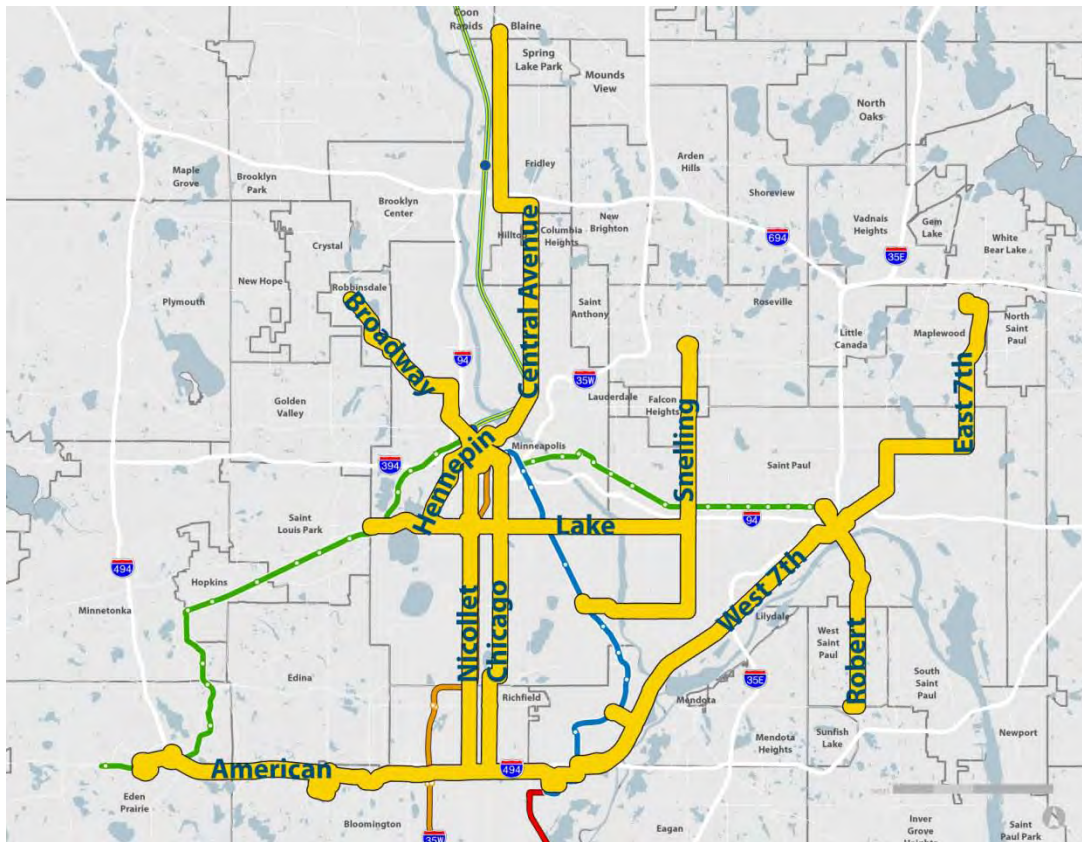 Coon
Rapids
Blaine
Spring
Lake Park
Mounds
View
North
Oaks
Maple
Grove
Brooklyn
Park
Brooklyn
Center
Fridley
Arden
Hills
Shoreview
Vadnais
Heights
Gem
Lake
White
Bear Lake
New
Brighton
Columbia
Heights
Hilltop
Central Avenue
694
35E
Crystal
New Hope
Robbinsdale
Plymouth
Broadway
Saint
Anthony
Roseville
Little
Canada
Maplewood
North
Saint
Paul
94
35W
Golden
Valley
Lauderdale
Falcon
Heights
Snelling
East 7th
Hennepin
Minneapolis
Saint Paul
394
Saint
Louis Park
Lake
94
494
Hopkins
Minnetonka
Nicollet
Chicago
West 7th
Lilydale
West
Saint
Paul
Robert
35E
South
Saint
Paul
Edina
Richfield
Mendota
Mendota
Heights
Sunfish
Lake
Newport
American
494
Eden
Prairie
Bloomington
35W
Eagan
Inver
Grove
Saint
Paul Park